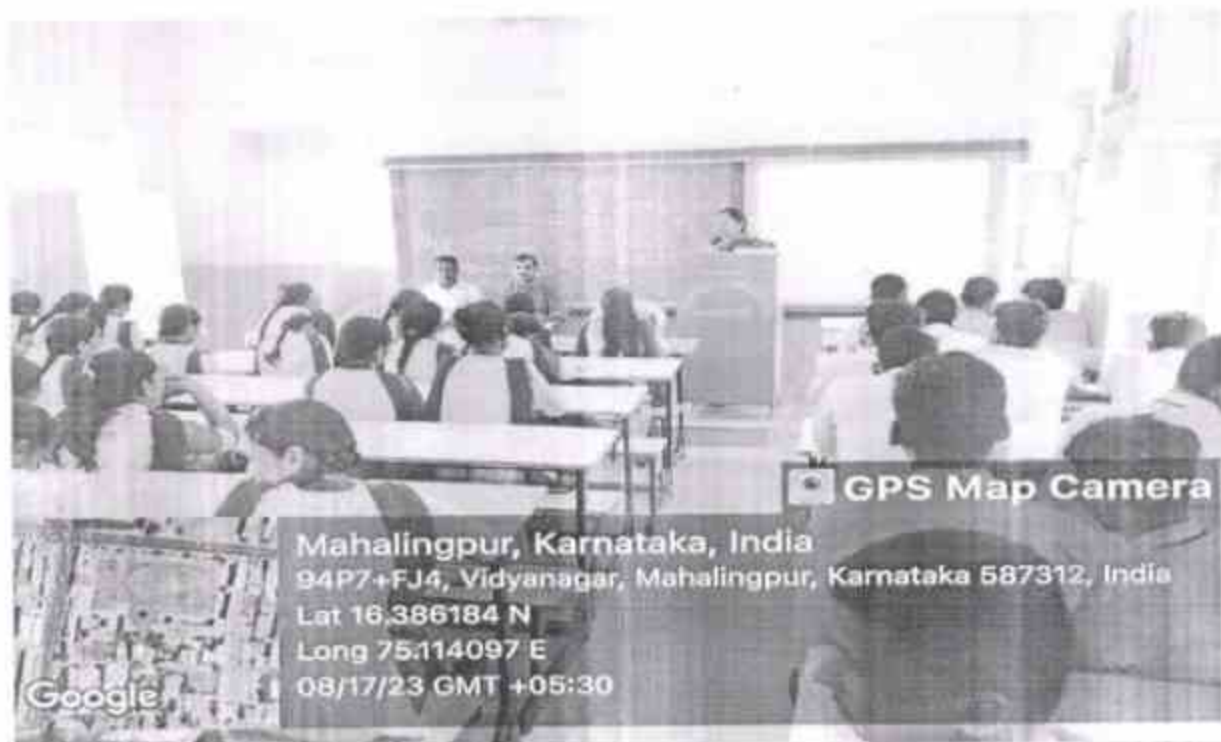 GPS Map Camera
Mahalingpur, Karnataka, India
94P7+FJ4, Vidyanagar, Mahalingpur, Karnataka 587312, India
Lat 16.386184 N
Long 75.114097 E
08/17/23 GMT +05:30
Google